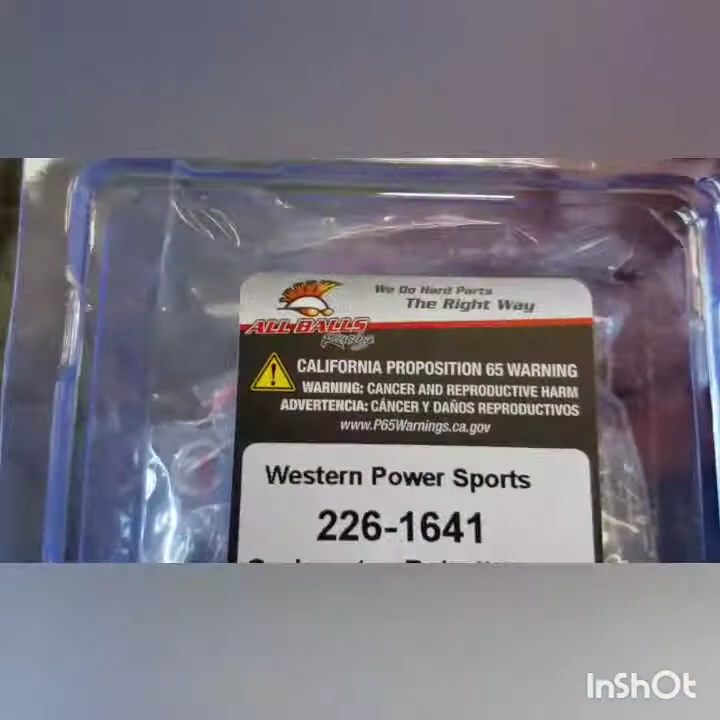 We Do Hard Parts
The Right Way
ALL BALLS
Racing
CALIFORNIA PROPOSITION 65 WARNING
WARNING: CANCER AND REPRODUCTIVE HARM
ADVERTENCIA: CÁNCER Y DAÑOS REPRODUCTIVOS
www.P65Warnings.ca.gov
Western Power Sports
226-1641
InShOt